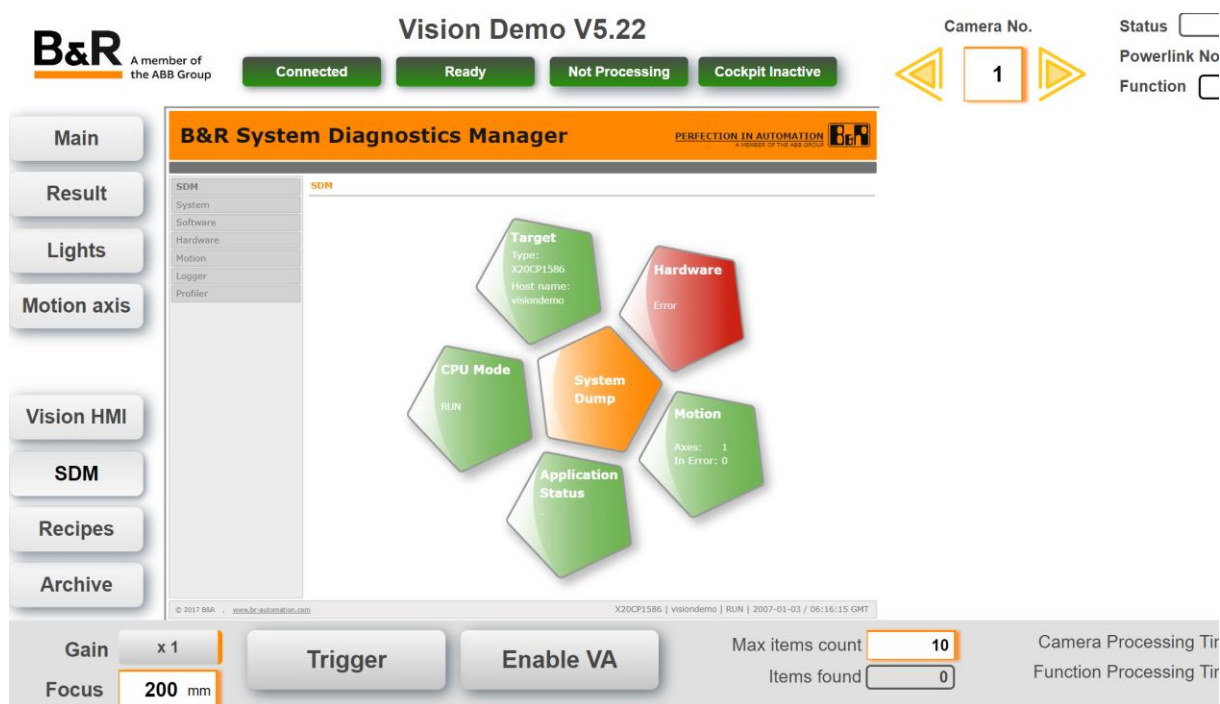 Vision Demo V5.22
B&R
A member of
the ABB Group
Connected
Ready
Not Processing
Cockpit Inactive
Camera No.
1
Status
Powerlink No
Function
Main
Result
Lights
Motion axis
Vision HMI
SDM
Recipes
Archive
B&R System Diagnostics Manager
PERFECTION IN AUTOMATION
A MEMBER OF THE ABB GROUP
B&R
SDM
System
Software
Hardware
Motion
Logger
Profiler
SDM
Target
Type:
X20CP1586
Host name:
visiondemo
Hardware
Error
CPU Mode
RUN
System
Dump
Motion
Axes: 1
In Error: 0
Application
Status
-
© 2017 B&R , www.br-automation.com
X20CP1586 | visiondemo | RUN | 2007-01-03 / 06:16:15 GMT
Gain x 1
Focus 200 mm
Trigger
Enable VA
Max items count 10
Items found 0
Camera Processing Tim
Function Processing Tim